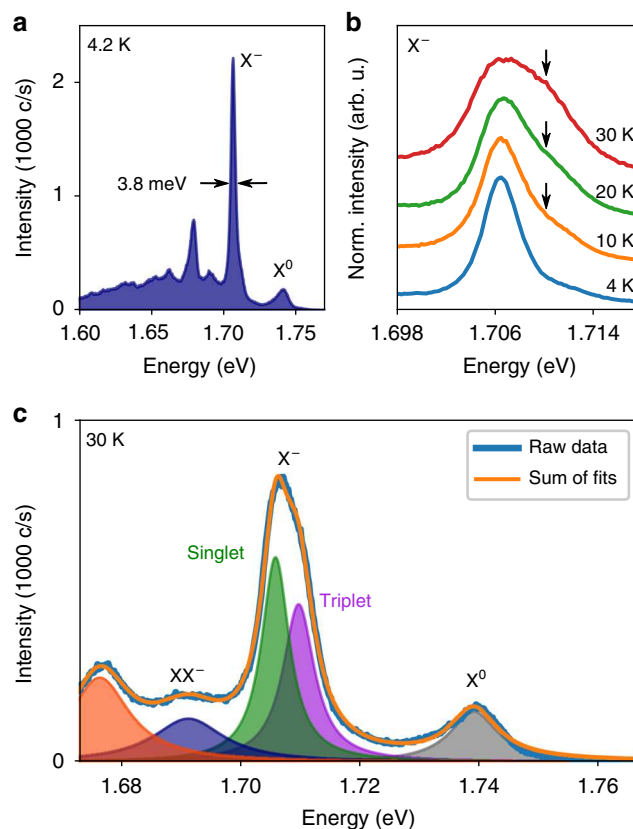 a
4.2 K
X⁻
3.8 meV
X⁰
2
1
0
Intensity (1000 c/s)
1.60 1.65 1.70 1.75
Energy (eV)
b
X⁻
30 K
20 K
10 K
4 K
Norm. intensity (arb. u.)
1.698 1.706 1.714
Energy (eV)
c
30 K
X⁻
Raw data
Sum of fits
Singlet
Triplet
XX⁻
X⁰
1
0
Intensity (1000 c/s)
1.68 1.70 1.72 1.74 1.76
Energy (eV)